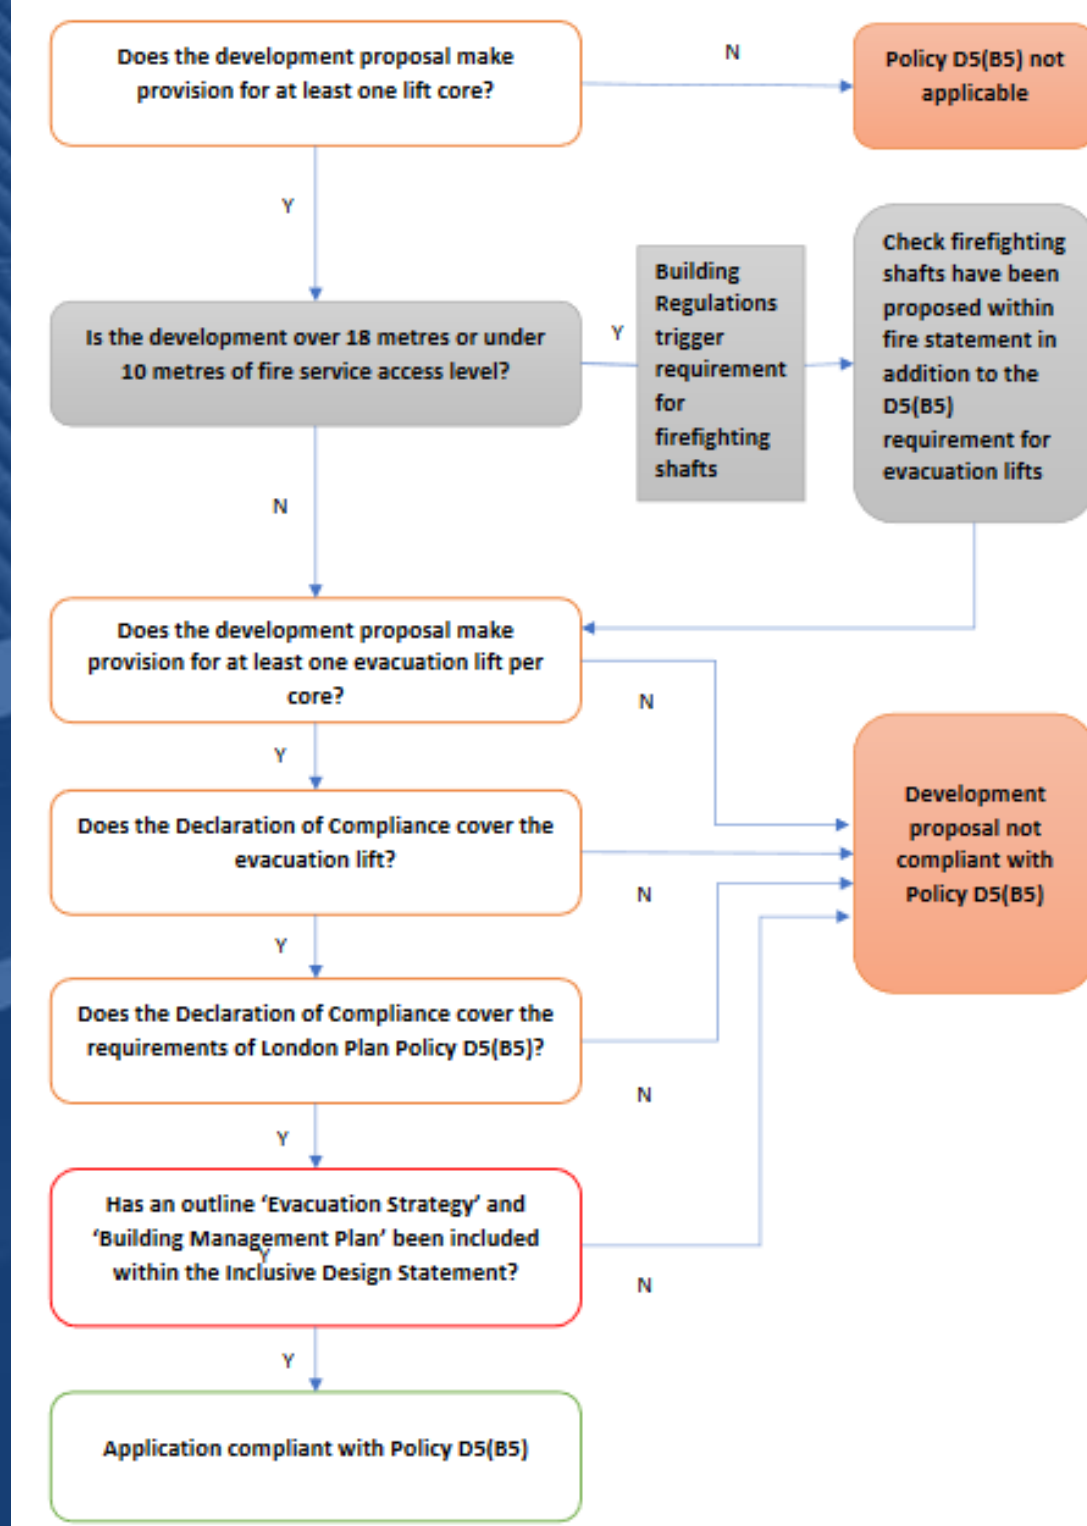 Does the development proposal make
provision for at least one lift core?
N
Policy D5(B5) not
applicable
Y
Is the development over 18 metres or under
10 metres of fire service access level?
Y
Building
Regulations
trigger
requirement
for
firefighting
shafts
Check firefighting
shafts have been
proposed within
fire statement in
addition to the
D5(B5)
requirement for
evacuation lifts
N
Does the development proposal make
provision for at least one evacuation lift per
core?
N
Y
Does the Declaration of Compliance cover the
evacuation lift?
N
Development
proposal not
compliant with
Policy D5(B5)
Y
Does the Declaration of Compliance cover the
requirements of London Plan Policy D5(B5)?
N
Y
Has an outline ‘Evacuation Strategy’ and
‘Building Management Plan’ been included
Y
within the Inclusive Design Statement?
N
Y
Application compliant with Policy D5(B5)